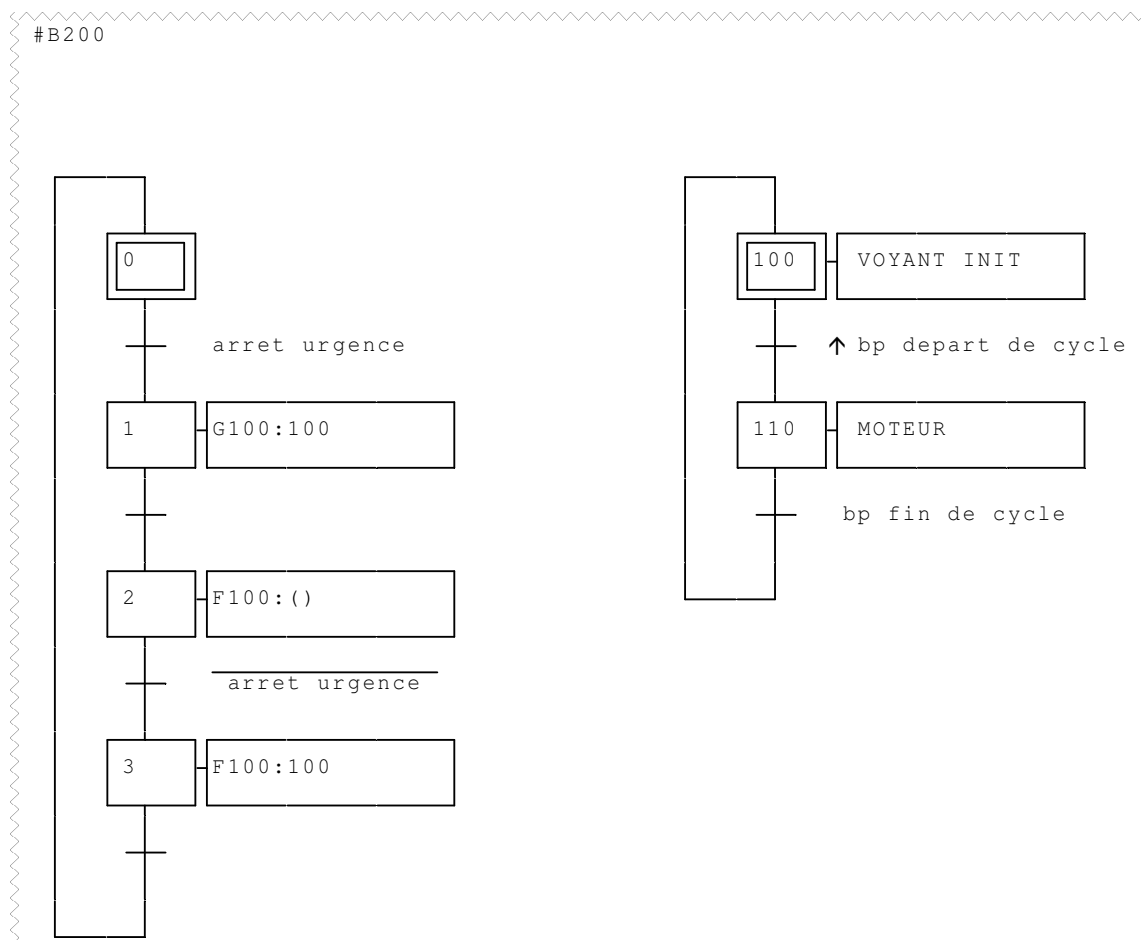 #B200
0
arret urgence
1
G100:100
2
F100:()
arret urgence
3
F100:100
100
VOYANT INIT
↑ bp depart de cycle
110
MOTEUR
bp fin de cycle